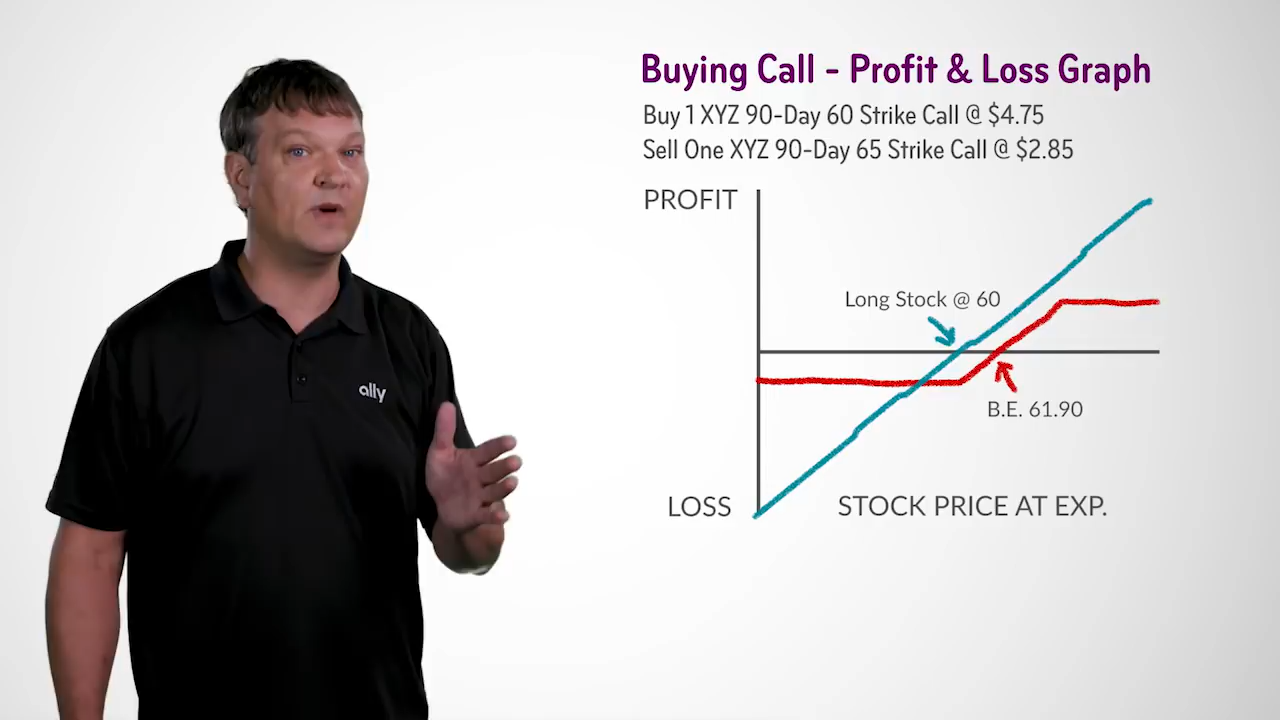 Buying Call - Profit & Loss Graph
Buy 1 XYZ 90-Day 60 Strike Call @ $4.75
Sell One XYZ 90-Day 65 Strike Call @ $2.85
PROFIT
Long Stock @ 60
ally
B.E. 61.90
LOSS
STOCK PRICE AT EXP.